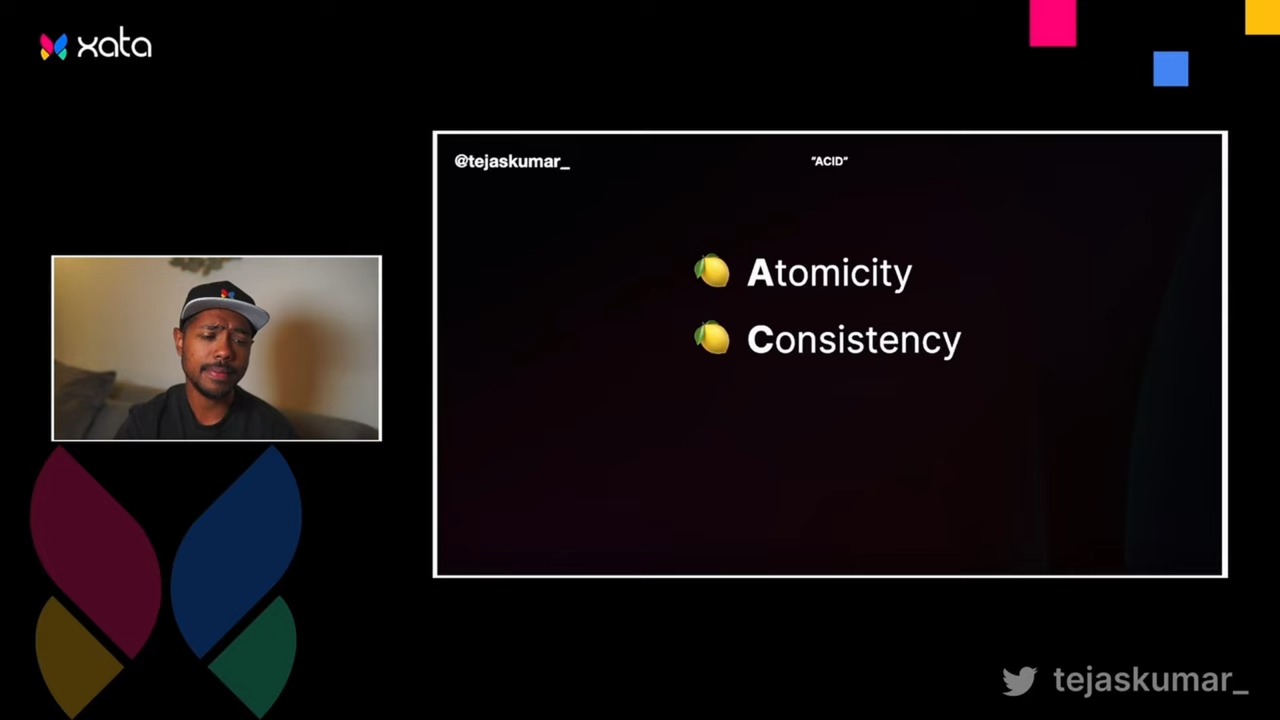 xata
@tejaskumar_
"ACID"
Atomicity
Consistency
tejaskumar_